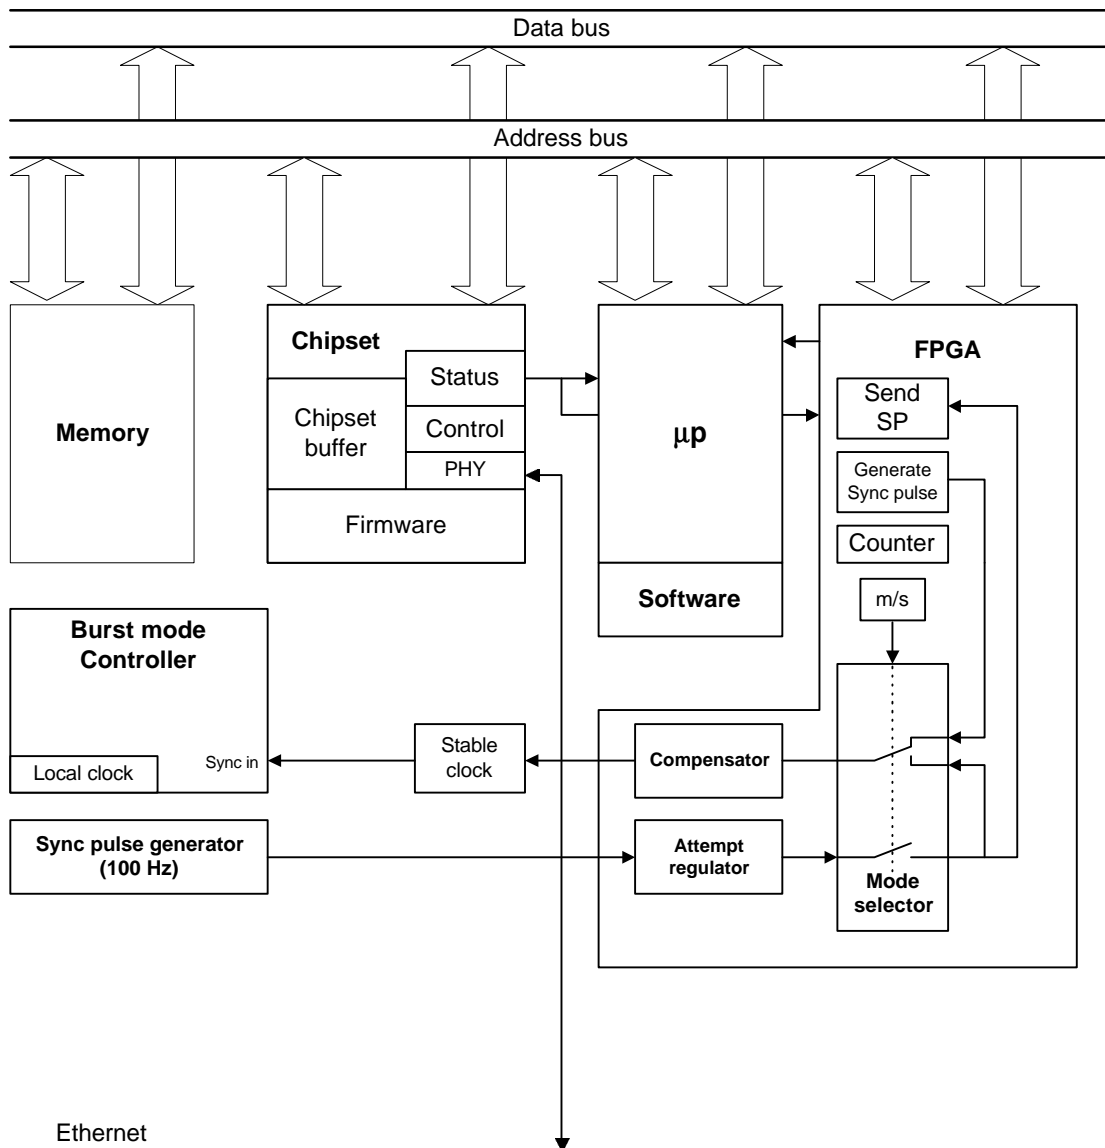 Data bus
Address bus
Chipset
Status
Chipset
buffer
Control
PHY
Firmware
Memory
μp
Software
FPGA
Send
SP
Generate
Sync pulse
Counter
m/s
Burst mode
Controller
Local clock
Sync in
Stable
clock
Compensator
Sync pulse generator
(100 Hz)
Attempt
regulator
Mode
selector
Ethernet